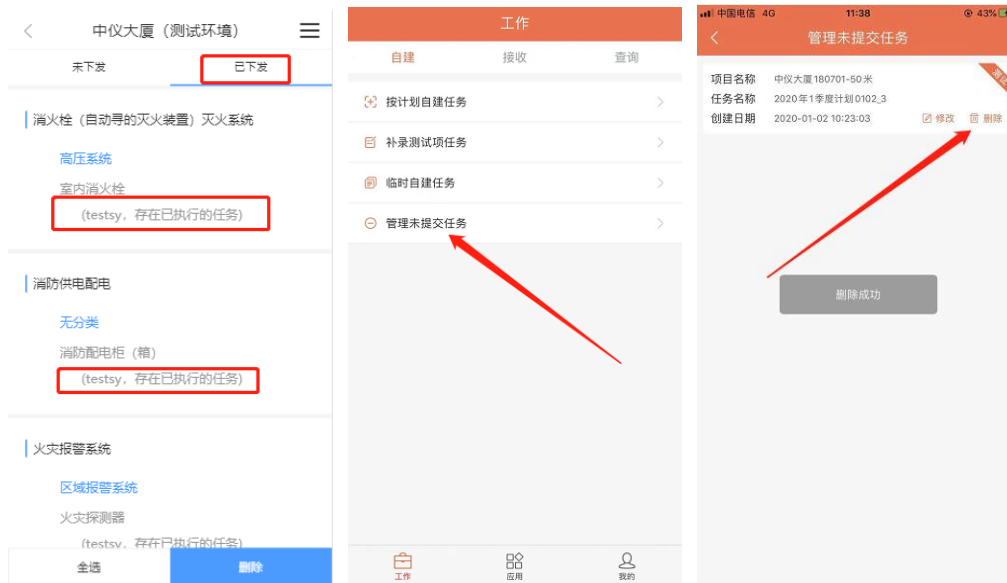 中仪大厦（测试环境）
未下发
已下发
消火栓（自动寻的灭火装置）灭火系统
高压系统
室内消火栓
(testsy，存在已执行的任务)
消防供电配电
无分类
消防配电柜（箱）
(testsy，存在已执行的任务)
火灾报警系统
区域报警系统
火灾探测器
(testsy，存在已执行的任务)
全选
删除
工作
自建
接收
查询
按计划自建任务
补录测试项任务
临时自建任务
管理未提交任务
工作
应用
我的
中国电信 4G
11:38
43%
管理未提交任务
项目名称 中仪大厦180701-50米
任务名称 2020年1季度计划0102_3
创建日期 2020-01-02 10:23:03
修改
删除
删除成功